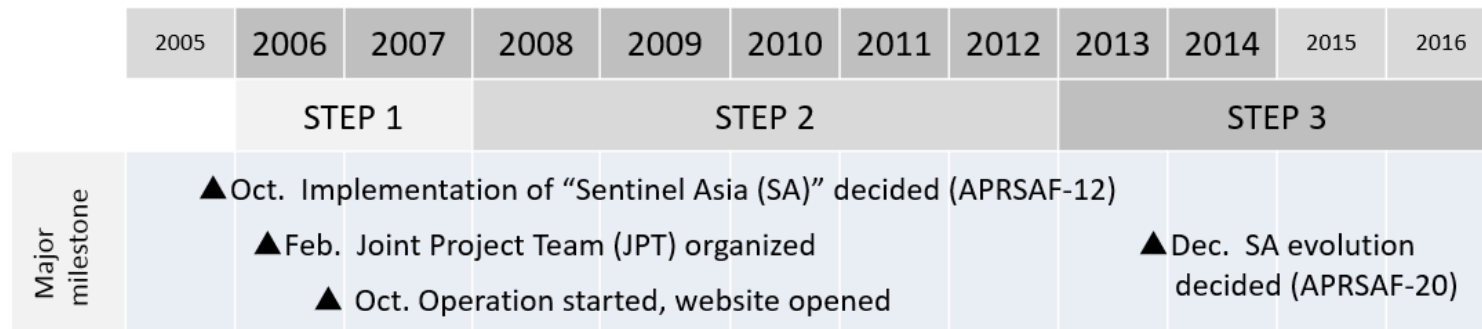 2005 2006 2007 2008 2009 2010 2011 2012 2013 2014 2015 2016
STEP 1 STEP 2 STEP 3
Major
milestone
▲Oct. Implementation of “Sentinel Asia (SA)” decided (APRSAF-12)
▲Feb. Joint Project Team (JPT) organized
▲ Oct. Operation started, website opened
▲Dec. SA evolution
decided (APRSAF-20)